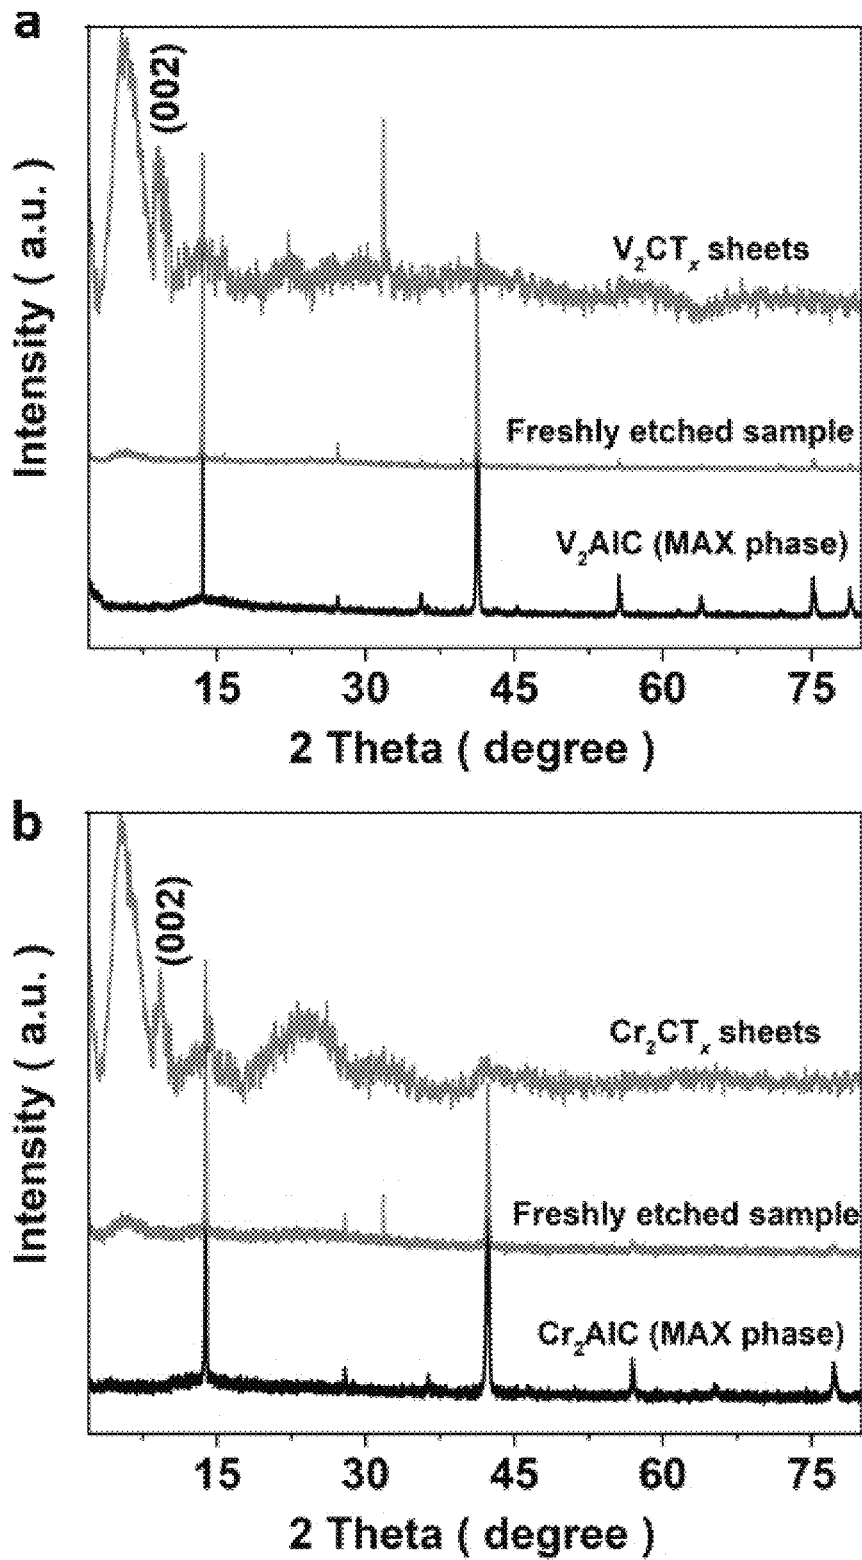 a
Intensity ( a.u. )
(002)
V₂CTₓ sheets
Freshly etched sample
V₂AlC (MAX phase)
15 30 45 60 75
2 Theta ( degree )
b
Intensity ( a.u. )
(002)
Cr₂CTₓ sheets
Freshly etched sample
Cr₂AlC (MAX phase)
15 30 45 60 75
2 Theta ( degree )